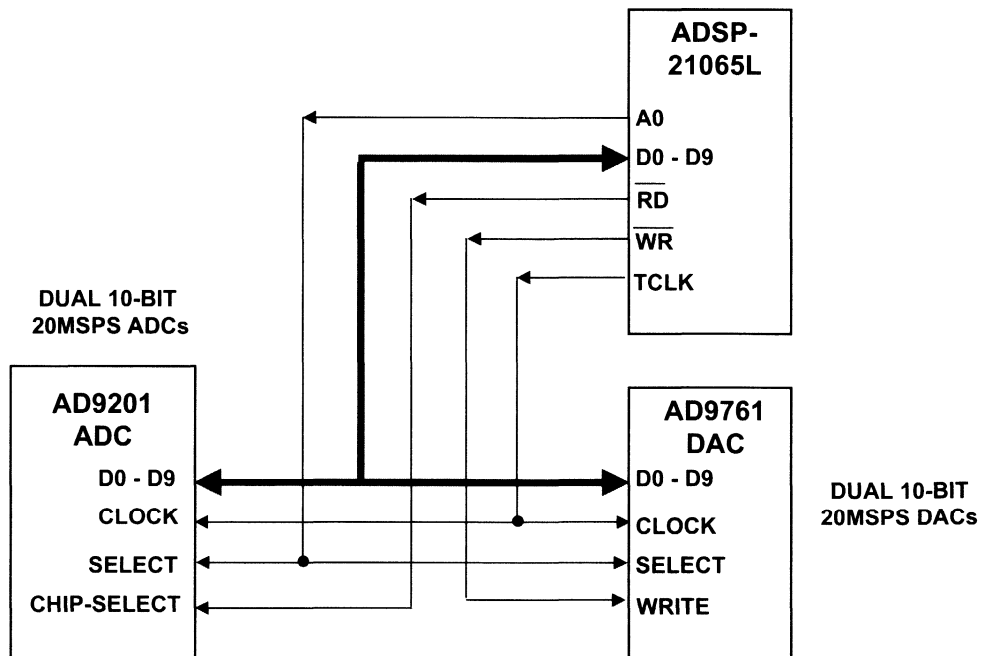 ADSP-
21065L
A0
D0 - D9
RD
WR
TCLK
DUAL 10-BIT
20MSPS ADCs
AD9201
ADC
D0 - D9
CLOCK
SELECT
CHIP-SELECT
AD9761
DAC
D0 - D9
CLOCK
SELECT
WRITE
DUAL 10-BIT
20MSPS DACs